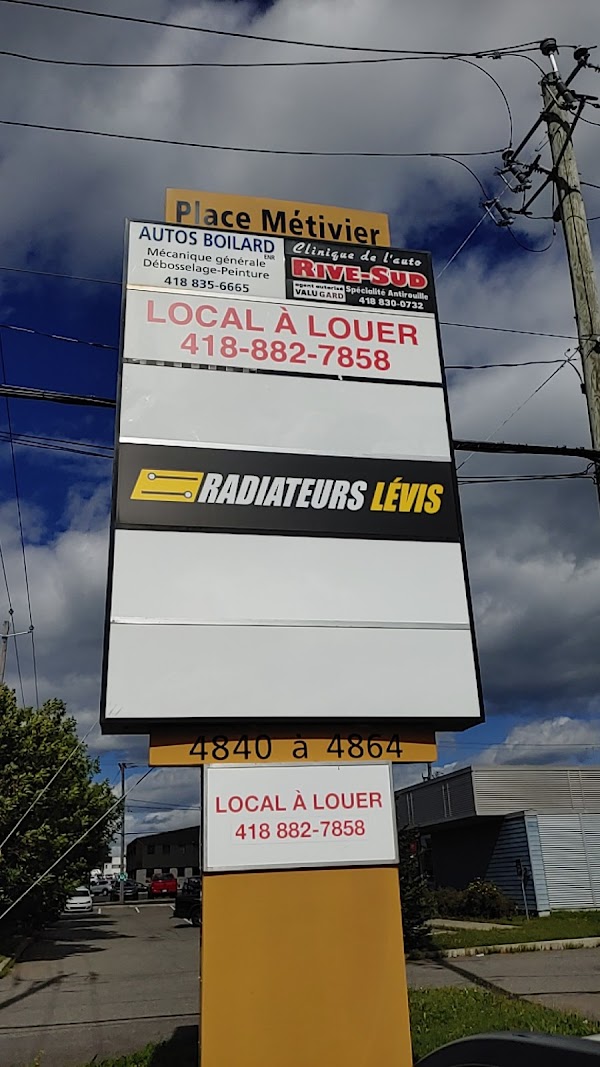 Place Métivier
AUTOS BOILARD ENR
Mécanique générale
Débosselage-Peinture
418 835-6665
Clinique de l'auto
RIVE-SUD
agent autorisé
VALUGARD
Spécialité Antirouille
418 830-0732
LOCAL À LOUER
418-882-7858
RADIATEURS LÉVIS
4840 à 4864
LOCAL À LOUER
418 882-7858